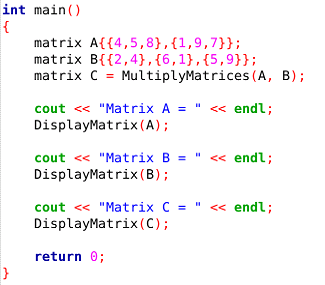 int main()
{
    matrix A{{4,5,8},{1,9,7}};
    matrix B{{2,4},{6,1},{5,9}};
    matrix C = MultiplyMatrices(A, B);
    cout << "Matrix A = " << endl;
    DisplayMatrix(A);
    cout << "Matrix B = " << endl;
    DisplayMatrix(B);
    cout << "Matrix C = " << endl;
    DisplayMatrix(C);
    return 0;
}